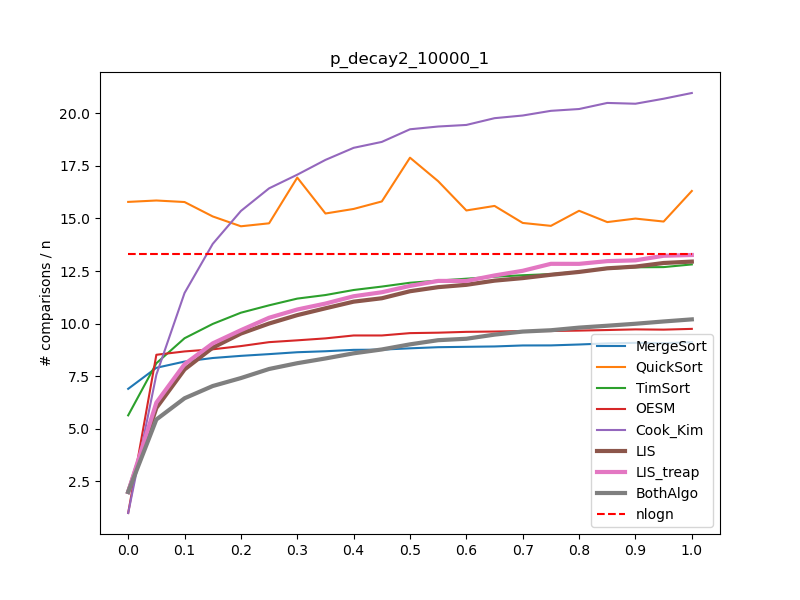 p_decay2_10000_1
# comparisons / n
20.0
17.5
15.0
12.5
10.0
7.5
5.0
2.5
0.0 0.1 0.2 0.3 0.4 0.5 0.6 0.7 0.8 0.9 1.0
MergeSort
QuickSort
TimSort
OESM
Cook_Kim
LIS
LIS_treap
BothAlgo
nlogn